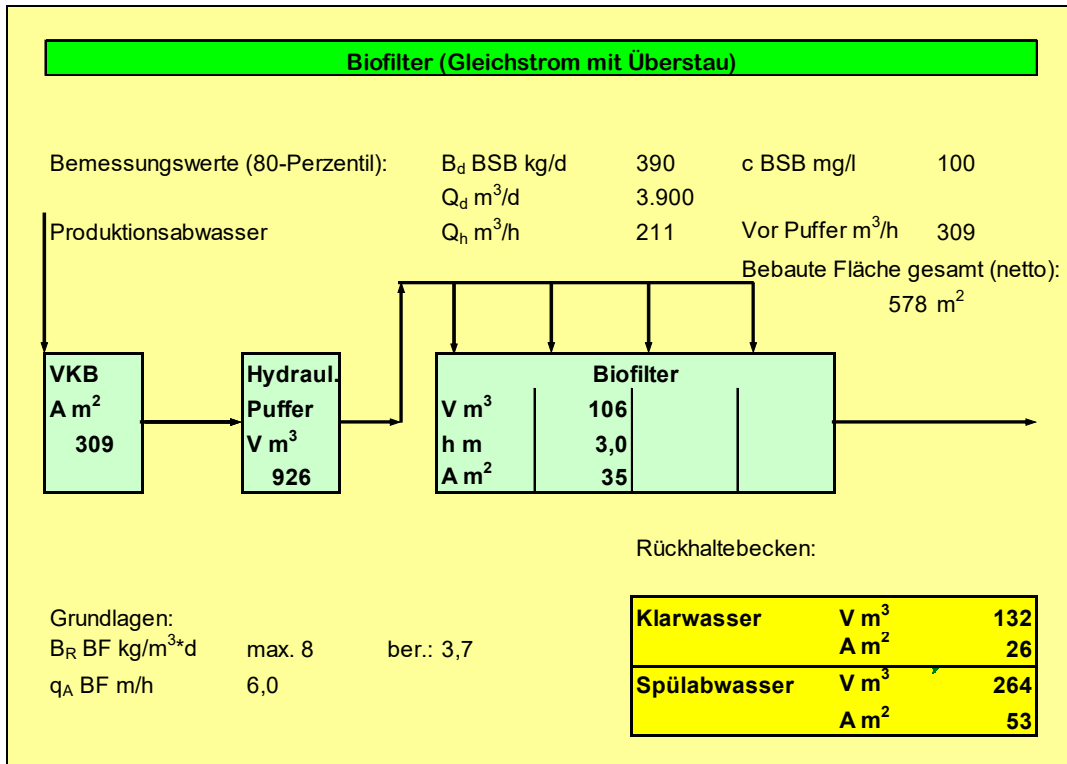 Biofilter (Gleichstrom mit Überstau)
Bemessungswerte (80-Perzentil): B_d BSB kg/d 390 c BSB mg/l 100
Q_d m³/d 3.900
Produktionsabwasser Q_h m³/h 211 Vor Puffer m³/h 309
Bebaute Fläche gesamt (netto):
578 m²
VKB Hydraul. Biofilter
A m² Puffer V m³ 106
309 V m³ h m 3,0
926 A m² 35
Rückhaltebecken:
Grundlagen: Klarwasser V m³ 132
B_R BF kg/m³*d max. 8 ber.: 3,7 A m² 26
q_A BF m/h 6,0 Spülabwasser V m³ 264
A m² 53